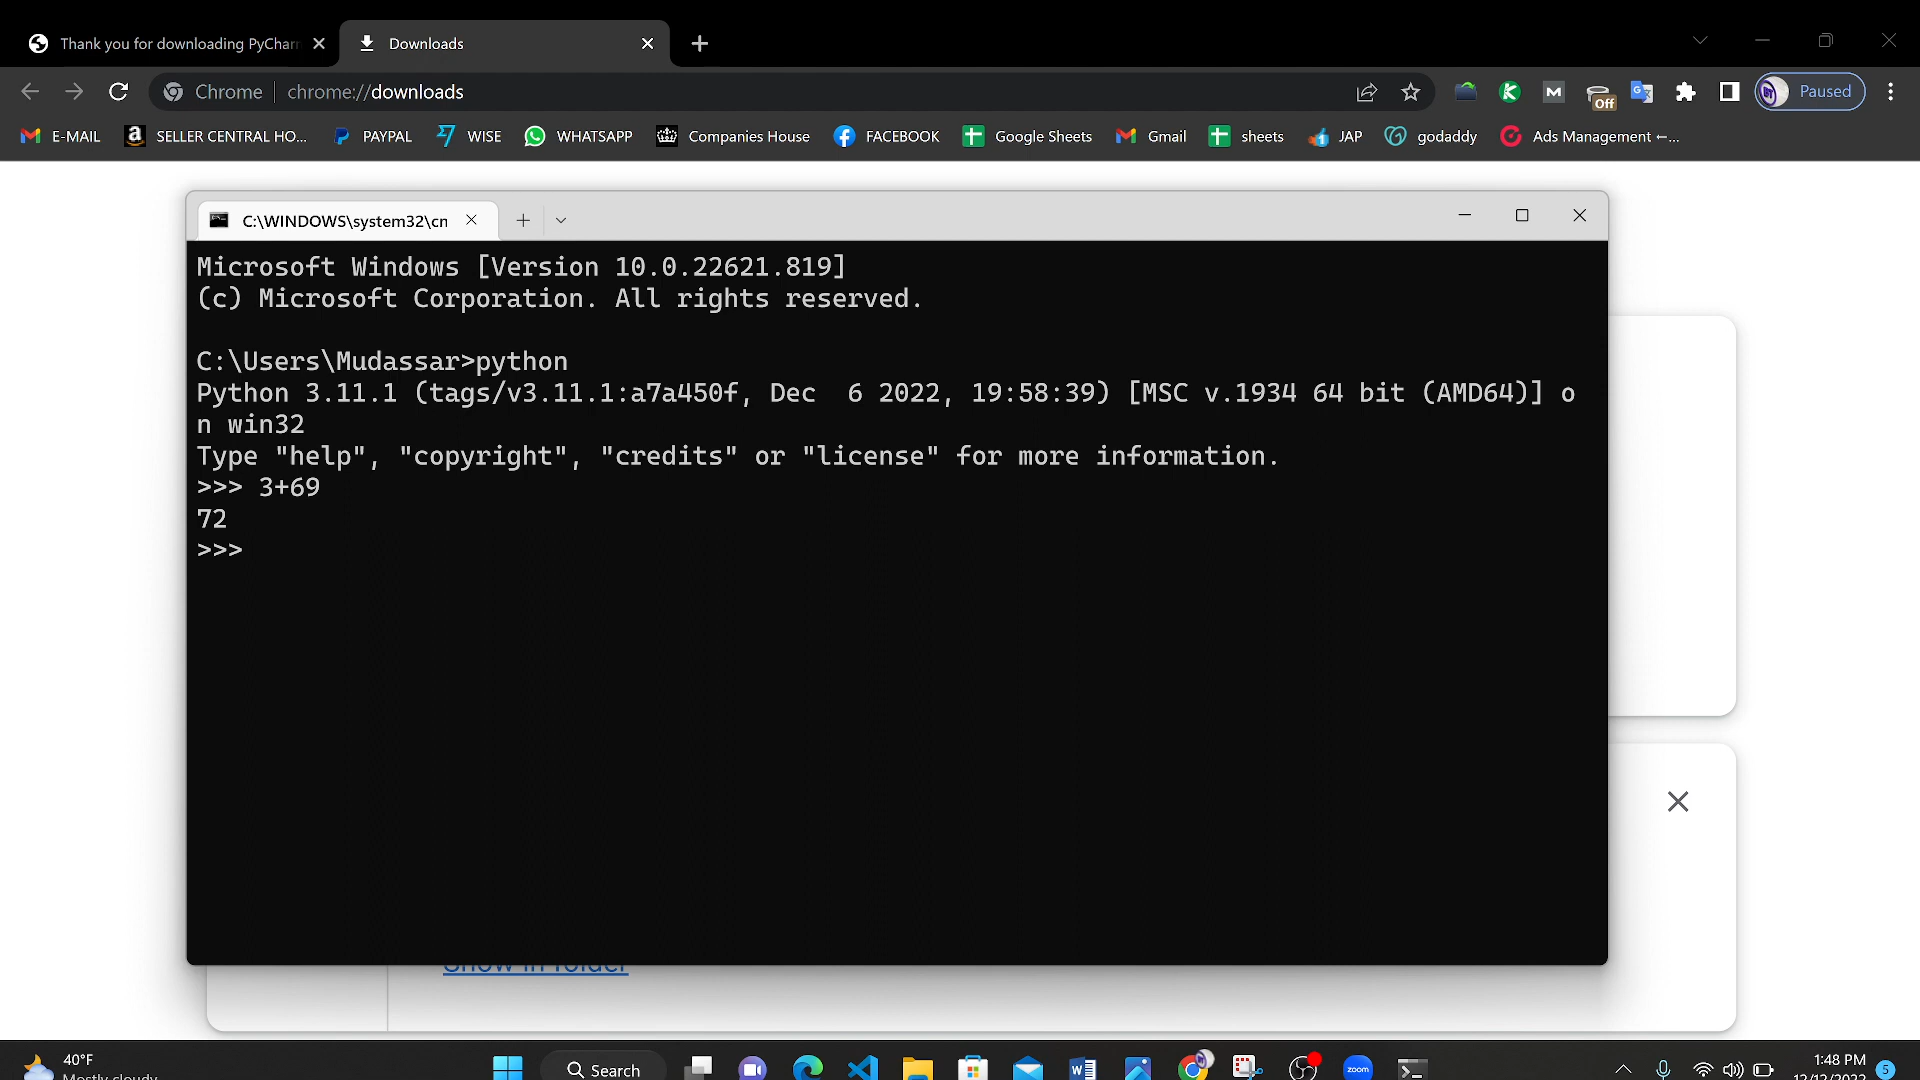 Thank you for downloading PyChar
Downloads
Chrome
chrome://downloads
Off
Paused
E-MAIL
SELLER CENTRAL HO...
PAYPAL
WISE
WHATSAPP
Companies House
FACEBOOK
Google Sheets
Gmail
sheets
JAP
godaddy
Ads Management ←...
C:\WINDOWS\system32\cn
Microsoft Windows [Version 10.0.22621.819]
(c) Microsoft Corporation. All rights reserved.
C:\Users\Mudassar>python
Python 3.11.1 (tags/v3.11.1:a7a450f, Dec  6 2022, 19:58:39) [MSC v.1934 64 bit (AMD64)] o
n win32
Type "help", "copyright", "credits" or "license" for more information.
>>> 3+69
72
>>>
Show in folder
40°F
Mostly cloudy
Search
zoom
1:48 PM
12/12/2022
5